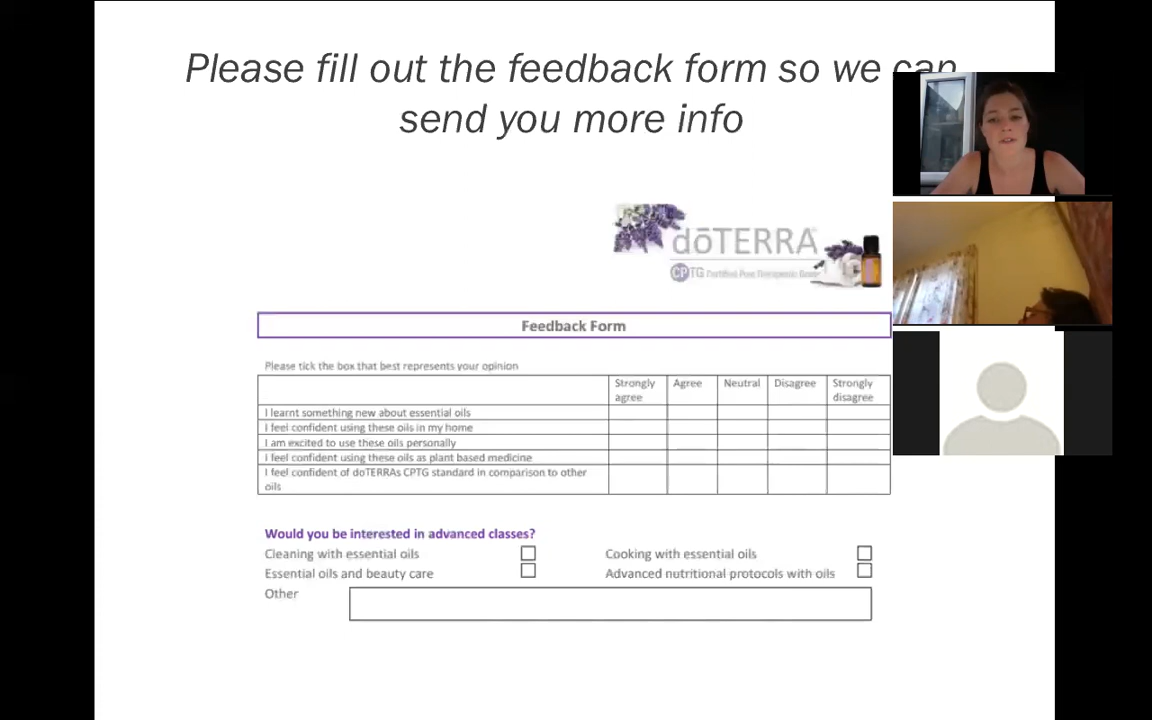 Please fill out the feedback form so we can
send you more info
dōTERRA
CPTG Certified Pure Therapeutic Grade
Feedback Form
Please tick the box that best represents your opinion
Strongly agree Agree Neutral Disagree Strongly disagree
I learnt something new about essential oils
I feel confident using these oils in my home
I am excited to use these oils personally
I feel confident using these oils as plant based medicine
I feel confident of doTERRAs CPTG standard in comparison to other
oils
Would you be interested in advanced classes?
Cleaning with essential oils Cooking with essential oils
Essential oils and beauty care Advanced nutritional protocols with oils
Other